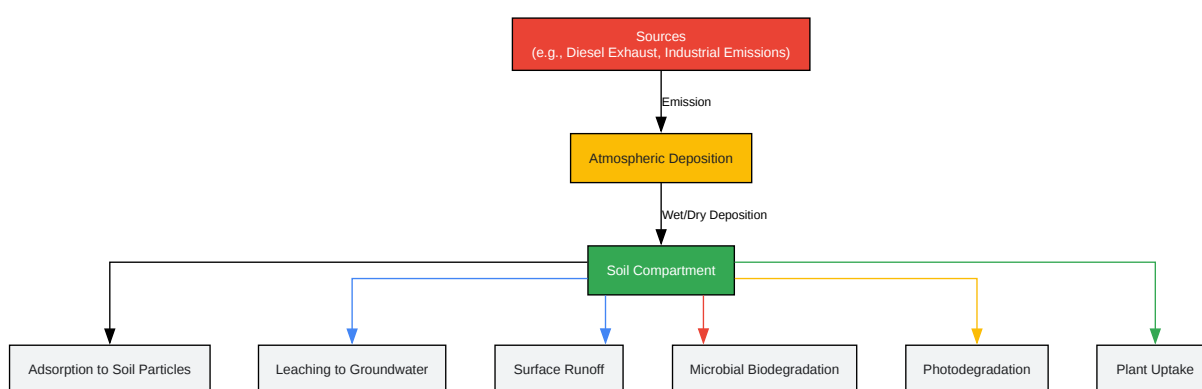 Sources
(e.g., Diesel Exhaust, Industrial Emissions)
Emission
Atmospheric Deposition
Wet/Dry Deposition
Soil Compartment
Adsorption to Soil Particles
Leaching to Groundwater
Surface Runoff
Microbial Biodegradation
Photodegradation
Plant Uptake